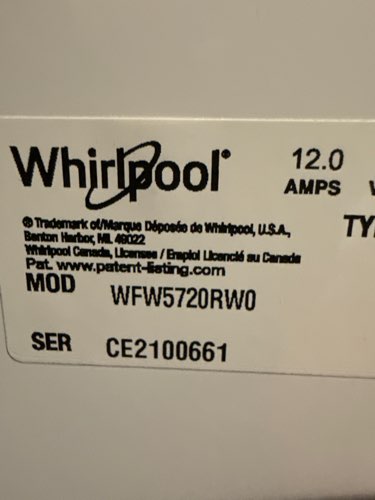 Whirlpool®
12.0
AMPS
® Trademark of/Marque Déposée de Whirlpool, U.S.A.,
Benton Harbor, MI. 49022
Whirlpool Canada, Licensee / Emploi Licencié au Canada
Pat. www.patent-listing.com
MOD WFW5720RW0
SER CE2100661